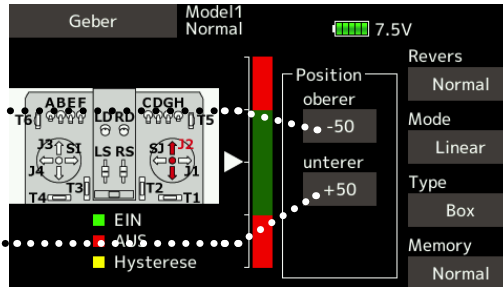 Geber
Model1
Normal
7.5V
Revers
Normal
Mode
Linear
Type
Box
Memory
Normal
Position
oberer
-50
unterer
+50
ABEF
CDGH
T6
LD RD
T5
J3
SI
LS RS
SJ
J2
J4
J1
T3
T2
T4
T1
EIN
AUS
Hysterese